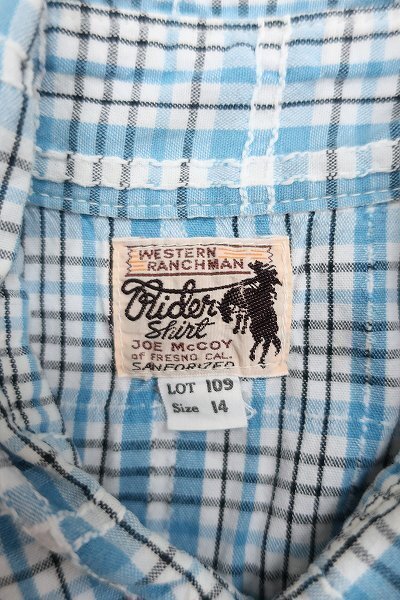 WESTERN
RANCHMAN
Rider
Shirt
JOE McCOY
OF FRESNO CAL.
SANFORIZED
LOT 109
Size 14